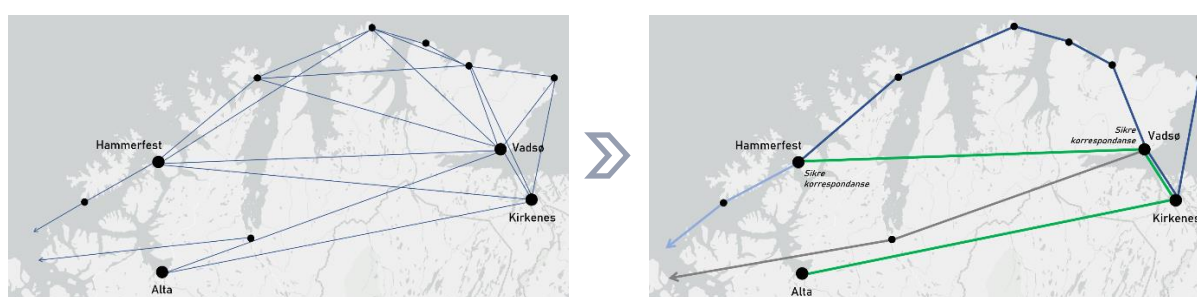 Hammerfest
Vadsø
Kirkenes
Alta
Sikre
korrespondanse
Vadsø
Hammerfest
Sikre
korrespondanse
Kirkenes
Alta